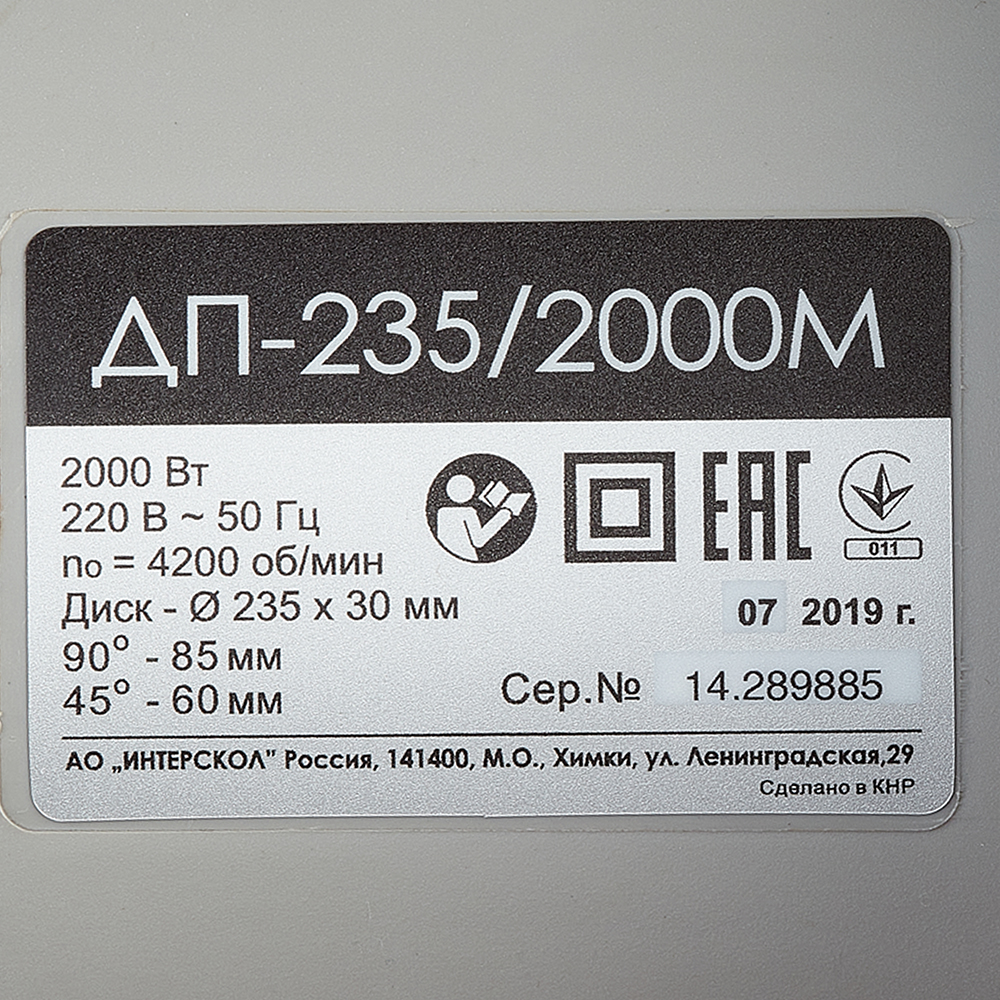 ДП-235/2000М
2000 Вт
220 В ~ 50 Гц
n₀ = 4200 об/мин
Диск - Ø 235 x 30 мм
90° - 85 мм
45° - 60 мм
EAC
011
07 2019 г.
Сер.№ 14.289885
АО „ИНТЕРСКОЛ" Россия, 141400, М.О., Химки, ул. Ленинградская,29
Сделано в КНР